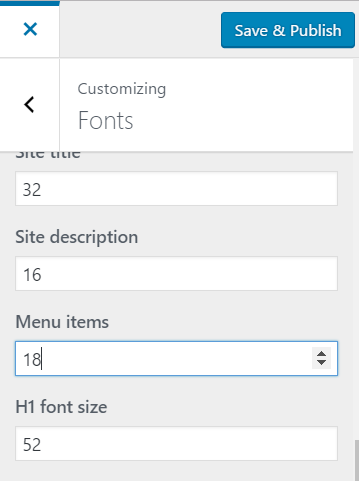 Save & Publish
Customizing
Fonts
Site title
32
Site description
16
Menu items
18
H1 font size
52